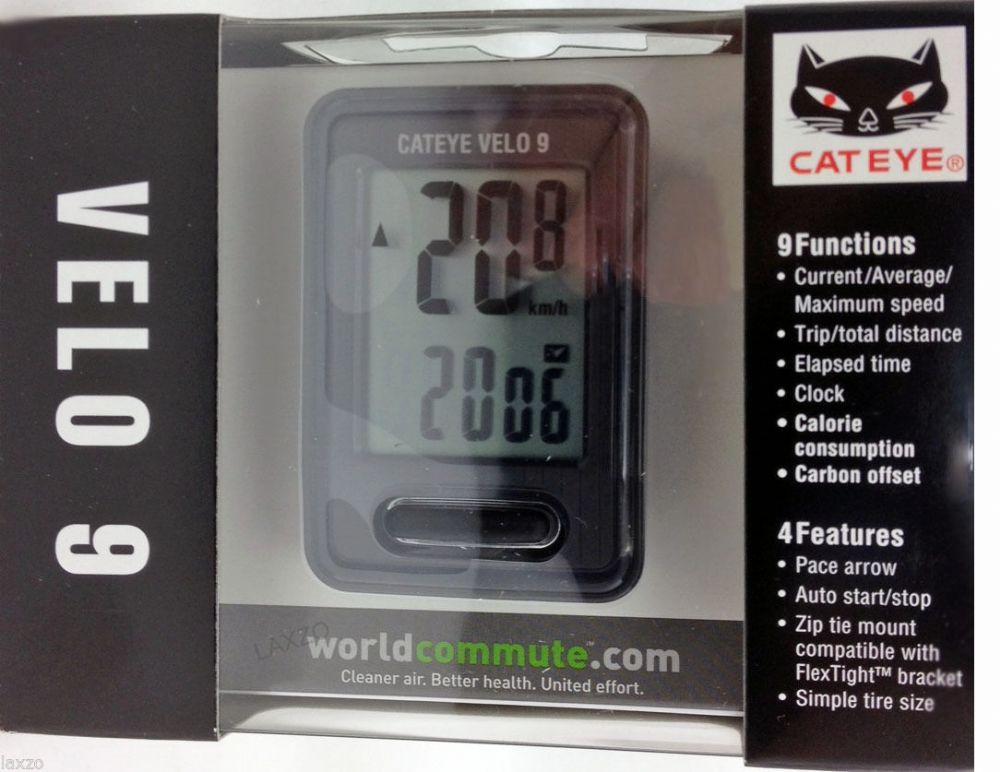 VELO 9
CATEYE VELO 9
20.8
km/h
20:06
LAXZO
worldcommute™.com
Cleaner air. Better health. United effort.
CATEYE®
9 Functions
• Current/Average/
Maximum speed
• Trip/total distance
• Elapsed time
• Clock
• Calorie
consumption
• Carbon offset
4 Features
• Pace arrow
• Auto start/stop
• Zip tie mount
compatible with
FlexTight™ bracket
• Simple tire size
laxzo